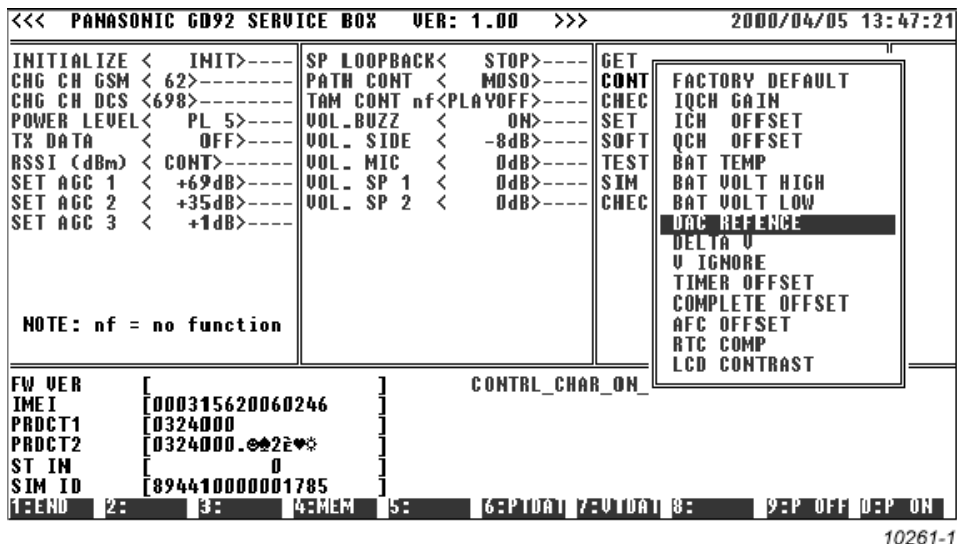 <<< PANASONIC GD92 SERVICE BOX VER: 1.00 >>> 2000/04/05 13:47:21
INITIALIZE < INIT>----
CHG CH GSM < 62>---------
CHG CH DCS <698>---------
POWER LEVEL< PL 5>----
TX DATA < OFF>----
RSSI (dBm) < CONT>-------
SET AGC 1 < +69dB>----
SET AGC 2 < +35dB>----
SET AGC 3 < +1dB>----
NOTE: nf = no function
SP LOOPBACK< STOP>----
PATH CONT < M0S0>----
TAM CONT nf<PLAYOFF>----
VOL.BUZZ < ON>----
VOL. SIDE < -8dB>----
VOL. MIC < 0dB>----
VOL. SP 1 < 0dB>----
VOL. SP 2 < 0dB>----
GET
CONT
CHEC
SET
SOFT
TEST
SIM
CHEC
FACTORY DEFAULT
IQCH GAIN
ICH OFFSET
QCH OFFSET
BAT TEMP
BAT VOLT HIGH
BAT VOLT LOW
DAC REFENCE
DELTA V
V IGNORE
TIMER OFFSET
COMPLETE OFFSET
AFC OFFSET
RTC COMP
LCD CONTRAST
FW VER [ ] CONTRL_CHAR_ON_
IMEI [000315620060246 ]
PRDCT1 [0324000 ]
PRDCT2 [0324000.☻♠2È♥☼ ]
ST IN [ 0 ]
SIM ID [894410000001785 ]
1:END 2: 3: 4:MEM 5: 6:PTDAT 7:VTDAT 8: 9:P OFF 0:P ON
10261-1